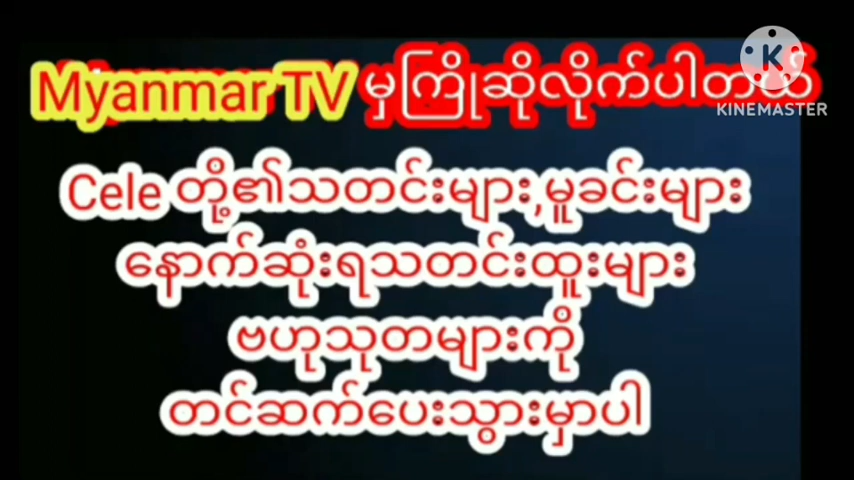 Myanmar TV မှကြိုဆိုလိုက်ပါတယ်
KINEMASTER
Cele တို့၏သတင်းများ,မူခင်းများ
နောက်ဆုံးရသတင်းထူးများ
ဗဟုသုတများကို
တင်ဆက်ပေးသွားမှာပါ